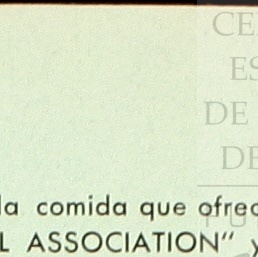 CE
ES
DE
DE
la comida que ofrec
L ASSOCIATION" y